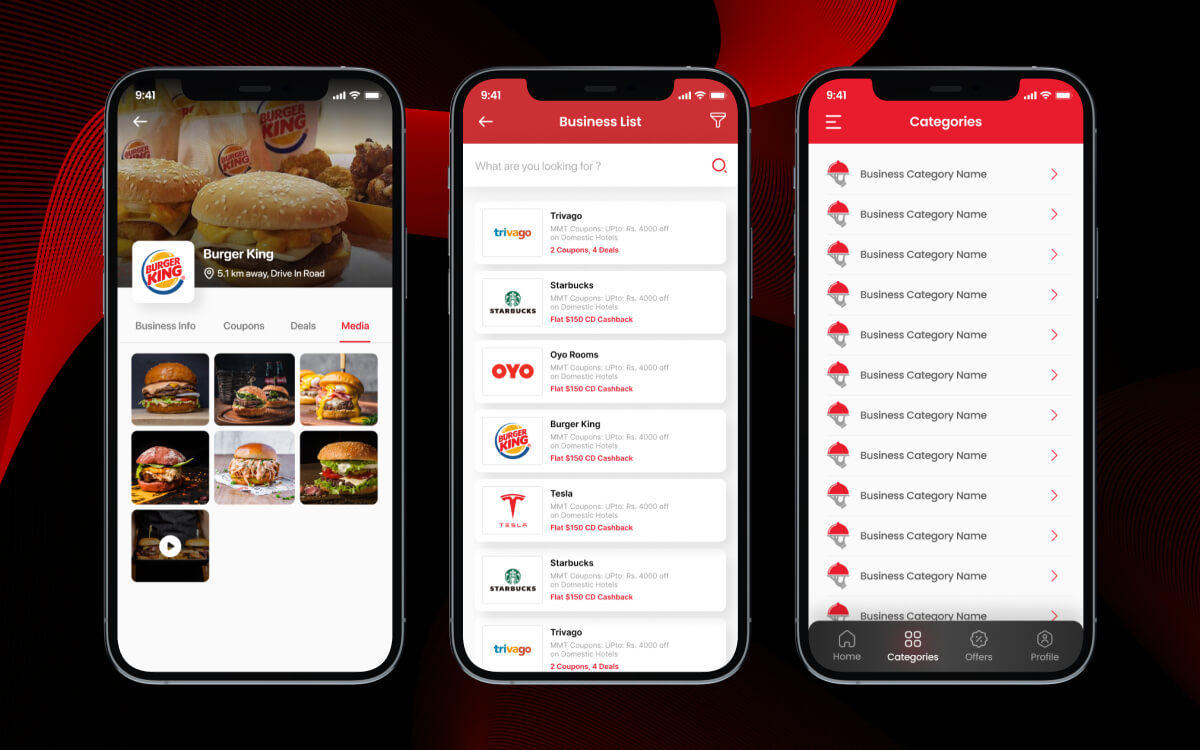 9:41
BURGER KING
BURGER KING
BURGER KING
BURGER
KING
Burger King
5.1 km away, Drive In Road
Business Info
Coupons
Deals
Media
9:41
Business List
What are you looking for ?
trivago
Trivago
MMT Coupons: UPto: Rs. 4000 off
on Domestic Hotels
2 Coupons, 4 Deals
STARBUCKS
Starbucks
MMT Coupons: UPto: Rs. 4000 off
on Domestic Hotels
Flat $150 CD Cashback
OYO
Oyo Rooms
MMT Coupons: UPto: Rs. 4000 off
on Domestic Hotels
Flat $150 CD Cashback
BURGER
KING
Burger King
MMT Coupons: UPto: Rs. 4000 off
on Domestic Hotels
Flat $150 CD Cashback
TESLA
Tesla
MMT Coupons: UPto: Rs. 4000 off
on Domestic Hotels
Flat $150 CD Cashback
STARBUCKS
Starbucks
MMT Coupons: UPto: Rs. 4000 off
on Domestic Hotels
Flat $150 CD Cashback
trivago
Trivago
MMT Coupons: UPto: Rs. 4000 off
on Domestic Hotels
2 Coupons, 4 Deals
9:41
Categories
Business Category Name
Business Category Name
Business Category Name
Business Category Name
Business Category Name
Business Category Name
Business Category Name
Business Category Name
Business Category Name
Business Category Name
Business Category Name
Business Category Name
Home
Categories
Offers
Profile